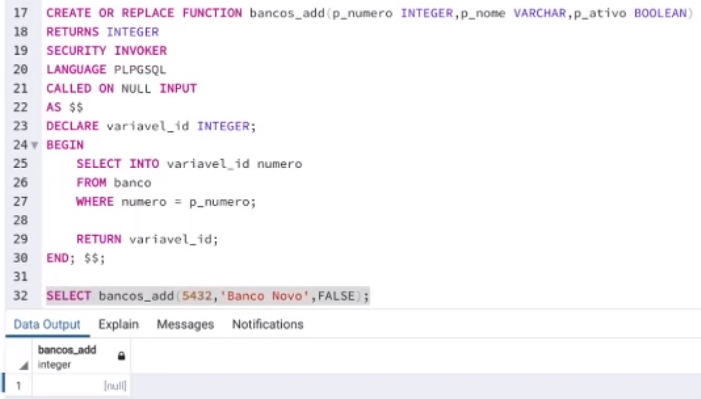 17 CREATE OR REPLACE FUNCTION bancos_add(p_numero INTEGER,p_nome VARCHAR,p_ativo BOOLEAN)
18 RETURNS INTEGER
19 SECURITY INVOKER
20 LANGUAGE PLPGSQL
21 CALLED ON NULL INPUT
22 AS $$
23 DECLARE variavel_id INTEGER;
24 BEGIN
25     SELECT INTO variavel_id numero
26     FROM banco
27     WHERE numero = p_numero;
28
29     RETURN variavel_id;
30 END; $$;
31
32 SELECT bancos_add(5432,'Banco Novo',FALSE);
Data Output Explain Messages Notifications
bancos_add
integer
1 [null]